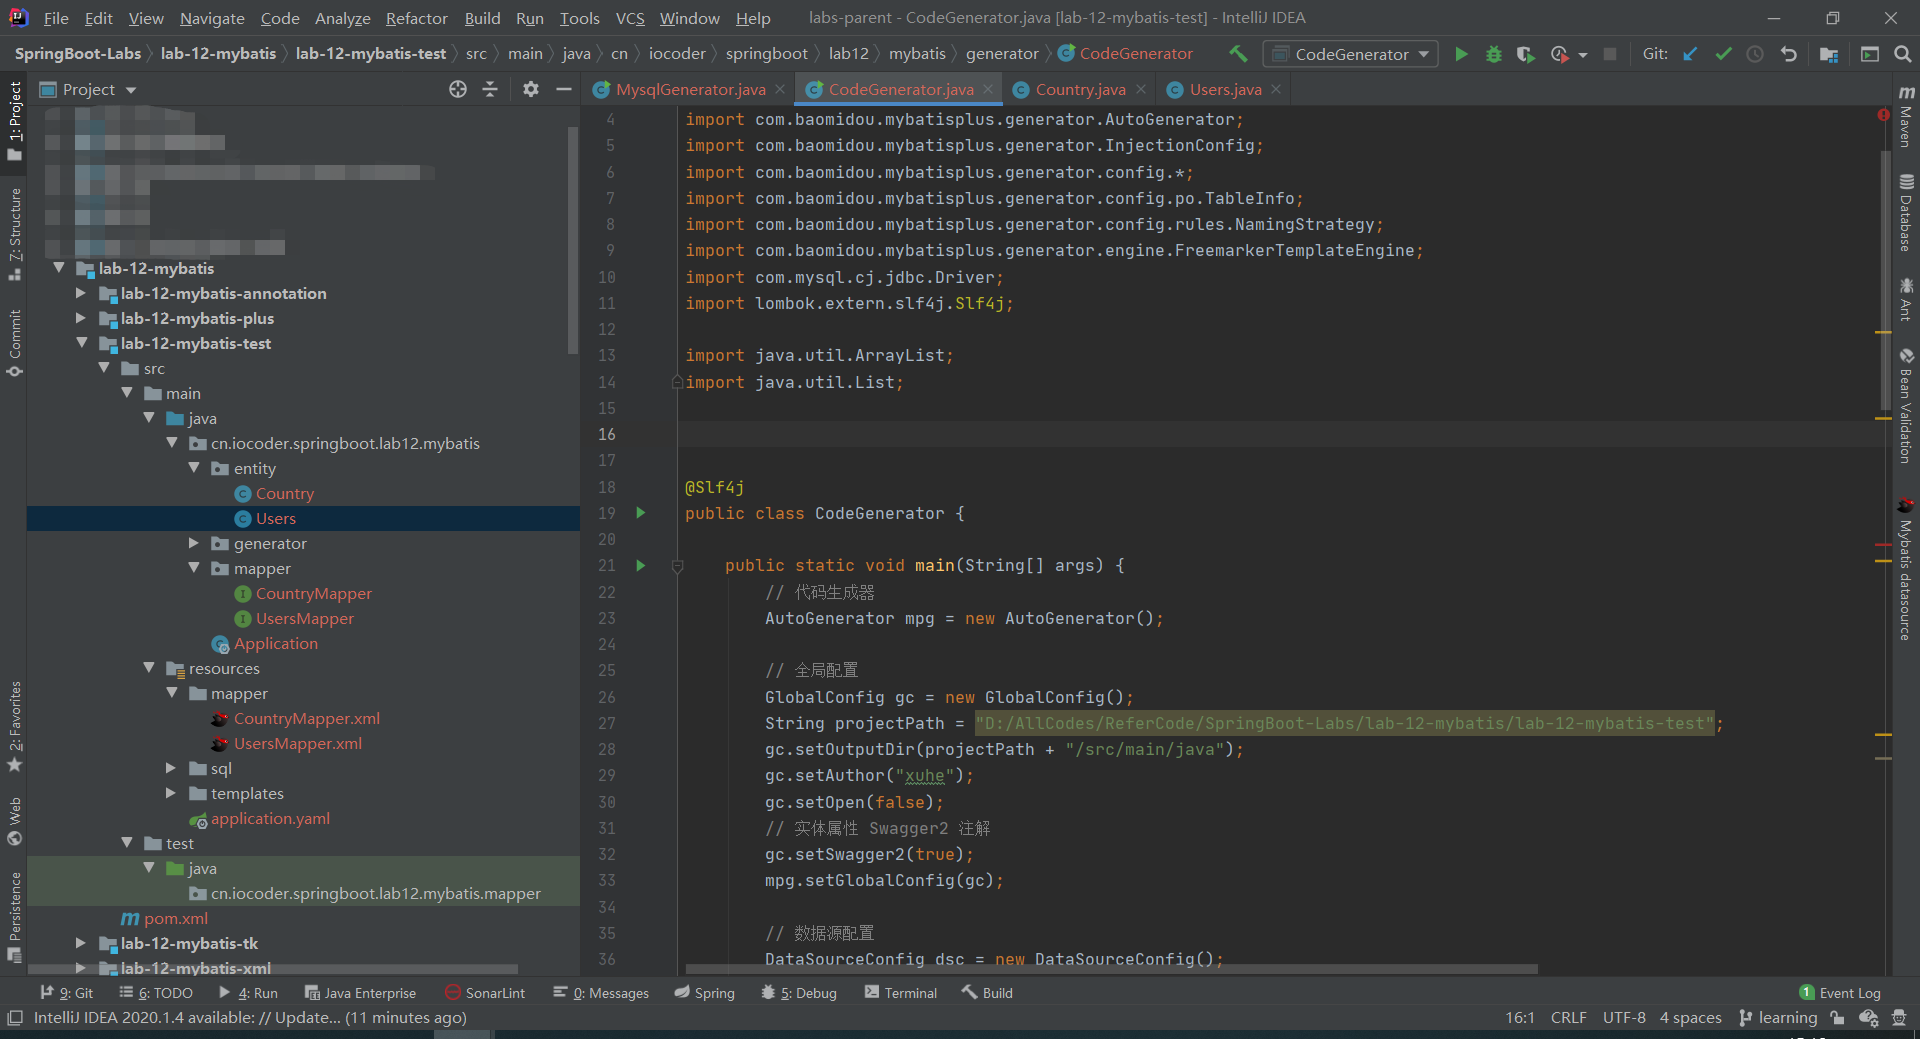 File Edit View Navigate Code Analyze Refactor Build Run Tools VCS Window Help labs-parent - CodeGenerator.java [lab-12-mybatis-test] - IntelliJ IDEA
SpringBoot-Labs lab-12-mybatis lab-12-mybatis-test src main java cn iocoder springboot lab12 mybatis generator CodeGenerator CodeGenerator Git:
Project
MysqlGenerator.java CodeGenerator.java Country.java Users.java
1: Project
7: Structure
Commit
2: Favorites
Web
Persistence
lab-12-mybatis
lab-12-mybatis-annotation
lab-12-mybatis-plus
lab-12-mybatis-test
src
main
java
cn.iocoder.springboot.lab12.mybatis
entity
Country
Users
generator
mapper
CountryMapper
UsersMapper
Application
resources
mapper
CountryMapper.xml
UsersMapper.xml
sql
templates
application.yaml
test
java
cn.iocoder.springboot.lab12.mybatis.mapper
pom.xml
lab-12-mybatis-tk
lab-12-mybatis-xml
4 import com.baomidou.mybatisplus.generator.AutoGenerator;
5 import com.baomidou.mybatisplus.generator.InjectionConfig;
6 import com.baomidou.mybatisplus.generator.config.*;
7 import com.baomidou.mybatisplus.generator.config.po.TableInfo;
8 import com.baomidou.mybatisplus.generator.config.rules.NamingStrategy;
9 import com.baomidou.mybatisplus.generator.engine.FreemarkerTemplateEngine;
10 import com.mysql.cj.jdbc.Driver;
11 import lombok.extern.slf4j.Slf4j;
12
13 import java.util.ArrayList;
14 import java.util.List;
15
16
17
18 @Slf4j
19 public class CodeGenerator {
20
21 public static void main(String[] args) {
22 // 代码生成器
23 AutoGenerator mpg = new AutoGenerator();
24
25 // 全局配置
26 GlobalConfig gc = new GlobalConfig();
27 String projectPath = "D:/AllCodes/ReferCode/SpringBoot-Labs/lab-12-mybatis/lab-12-mybatis-test";
28 gc.setOutputDir(projectPath + "/src/main/java");
29 gc.setAuthor("xuhe");
30 gc.setOpen(false);
31 // 实体属性 Swagger2 注解
32 gc.setSwagger2(true);
33 mpg.setGlobalConfig(gc);
34
35 // 数据源配置
36 DataSourceConfig dsc = new DataSourceConfig();
Maven
Database
Ant
Bean Validation
Mybatis datasource
9: Git 6: TODO 4: Run Java Enterprise SonarLint 0: Messages Spring 5: Debug Terminal Build 1 Event Log
IntelliJ IDEA 2020.1.4 available: // Update... (11 minutes ago) 16:1 CRLF UTF-8 4 spaces learning